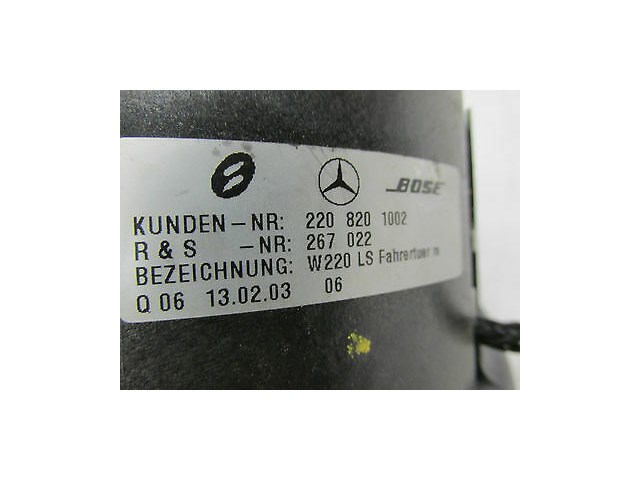 BOSE
KUNDEN-NR: 220 820 1002
R & S -NR: 267 022
BEZEICHNUNG: W220 LS Fahrertuer m
Q 06 13.02.03 06